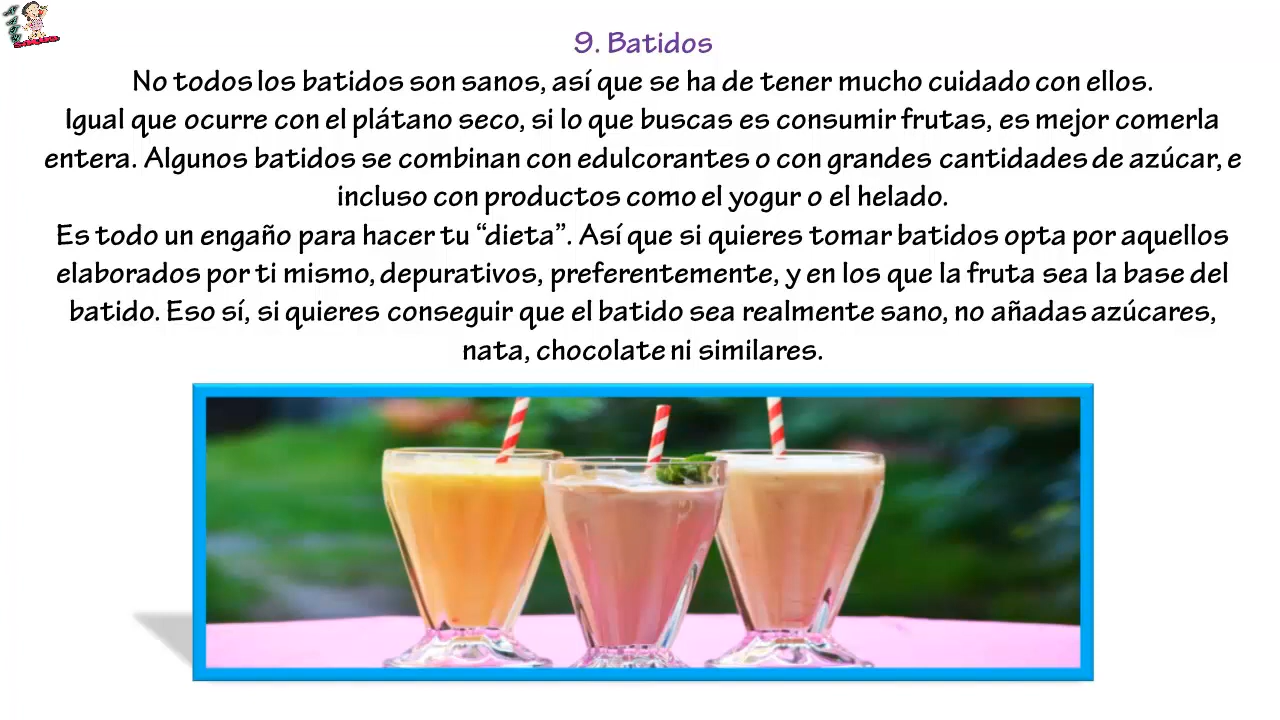 9. Batidos
No todos los batidos son sanos, así que se ha de tener mucho cuidado con ellos.
Igual que ocurre con el plátano seco, si lo que buscas es consumir frutas, es mejor comerla
entera. Algunos batidos se combinan con edulcorantes o con grandes cantidades de azúcar, e
incluso con productos como el yogur o el helado.
Es todo un engaño para hacer tu “dieta”. Así que si quieres tomar batidos opta por aquellos
elaborados por ti mismo, depurativos, preferentemente, y en los que la fruta sea la base del
batido. Eso sí, si quieres conseguir que el batido sea realmente sano, no añadas azúcares,
nata, chocolate ni similares.